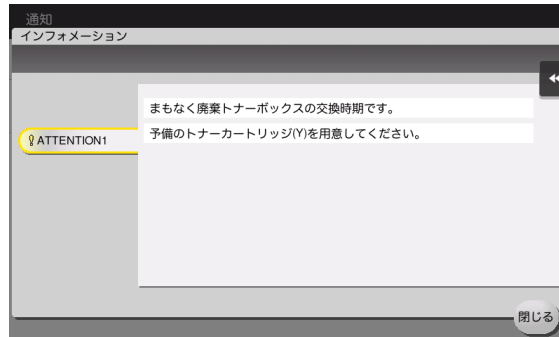 通知
インフォメーション
まもなく廃棄トナーボックスの交換時期です。
予備のトナーカートリッジ(Y)を用意してください。
ATTENTION1
閉じる